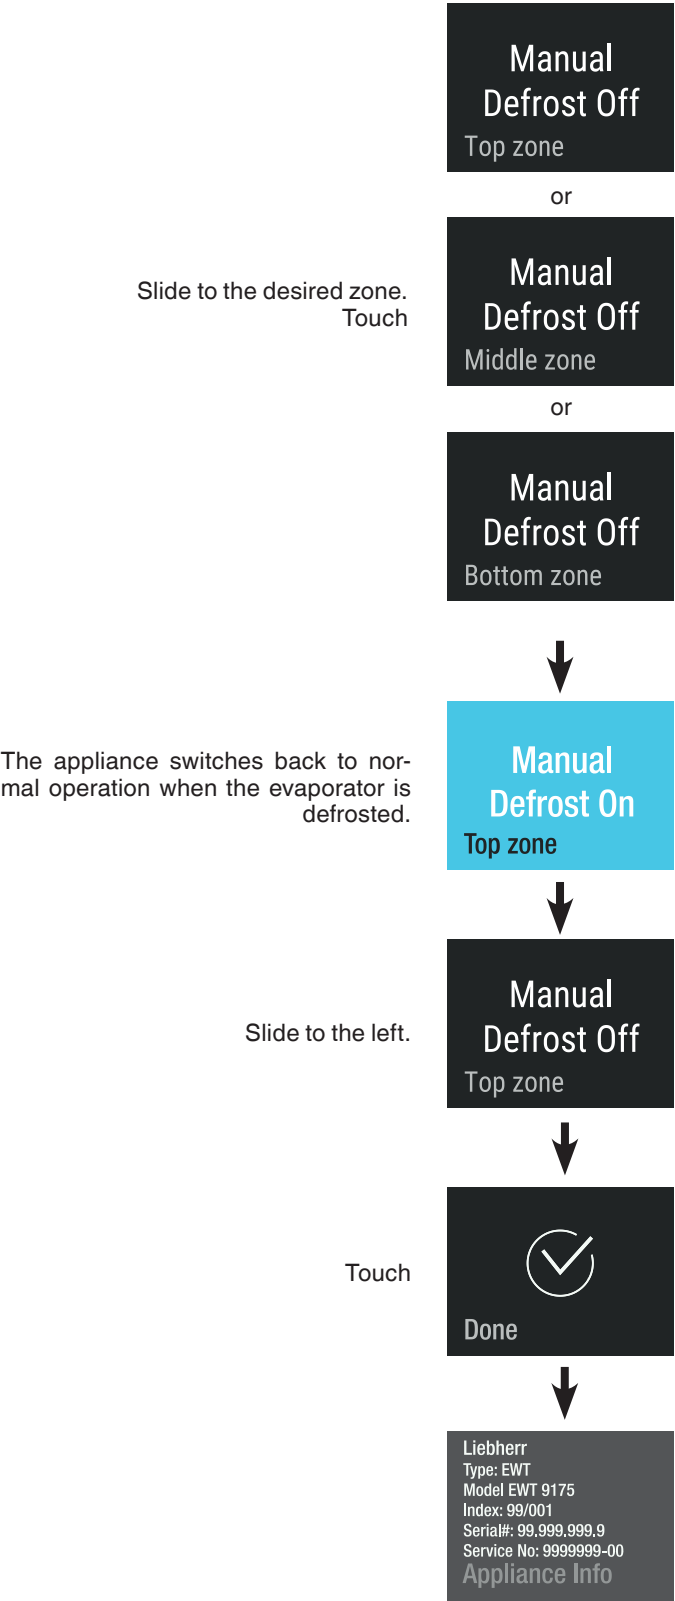 Manual
Defrost Off
Top zone
or
Slide to the desired zone.
Touch
Manual
Defrost Off
Middle zone
or
Manual
Defrost Off
Bottom zone
The appliance switches back to nor-
mal operation when the evaporator is
defrosted.
Manual
Defrost On
Top zone
Slide to the left.
Manual
Defrost Off
Top zone
Touch
Done
Liebherr
Type: EWT
Model EWT 9175
Index: 99/001
Serial#: 99.999.999.9
Service No: 9999999-00
Appliance Info